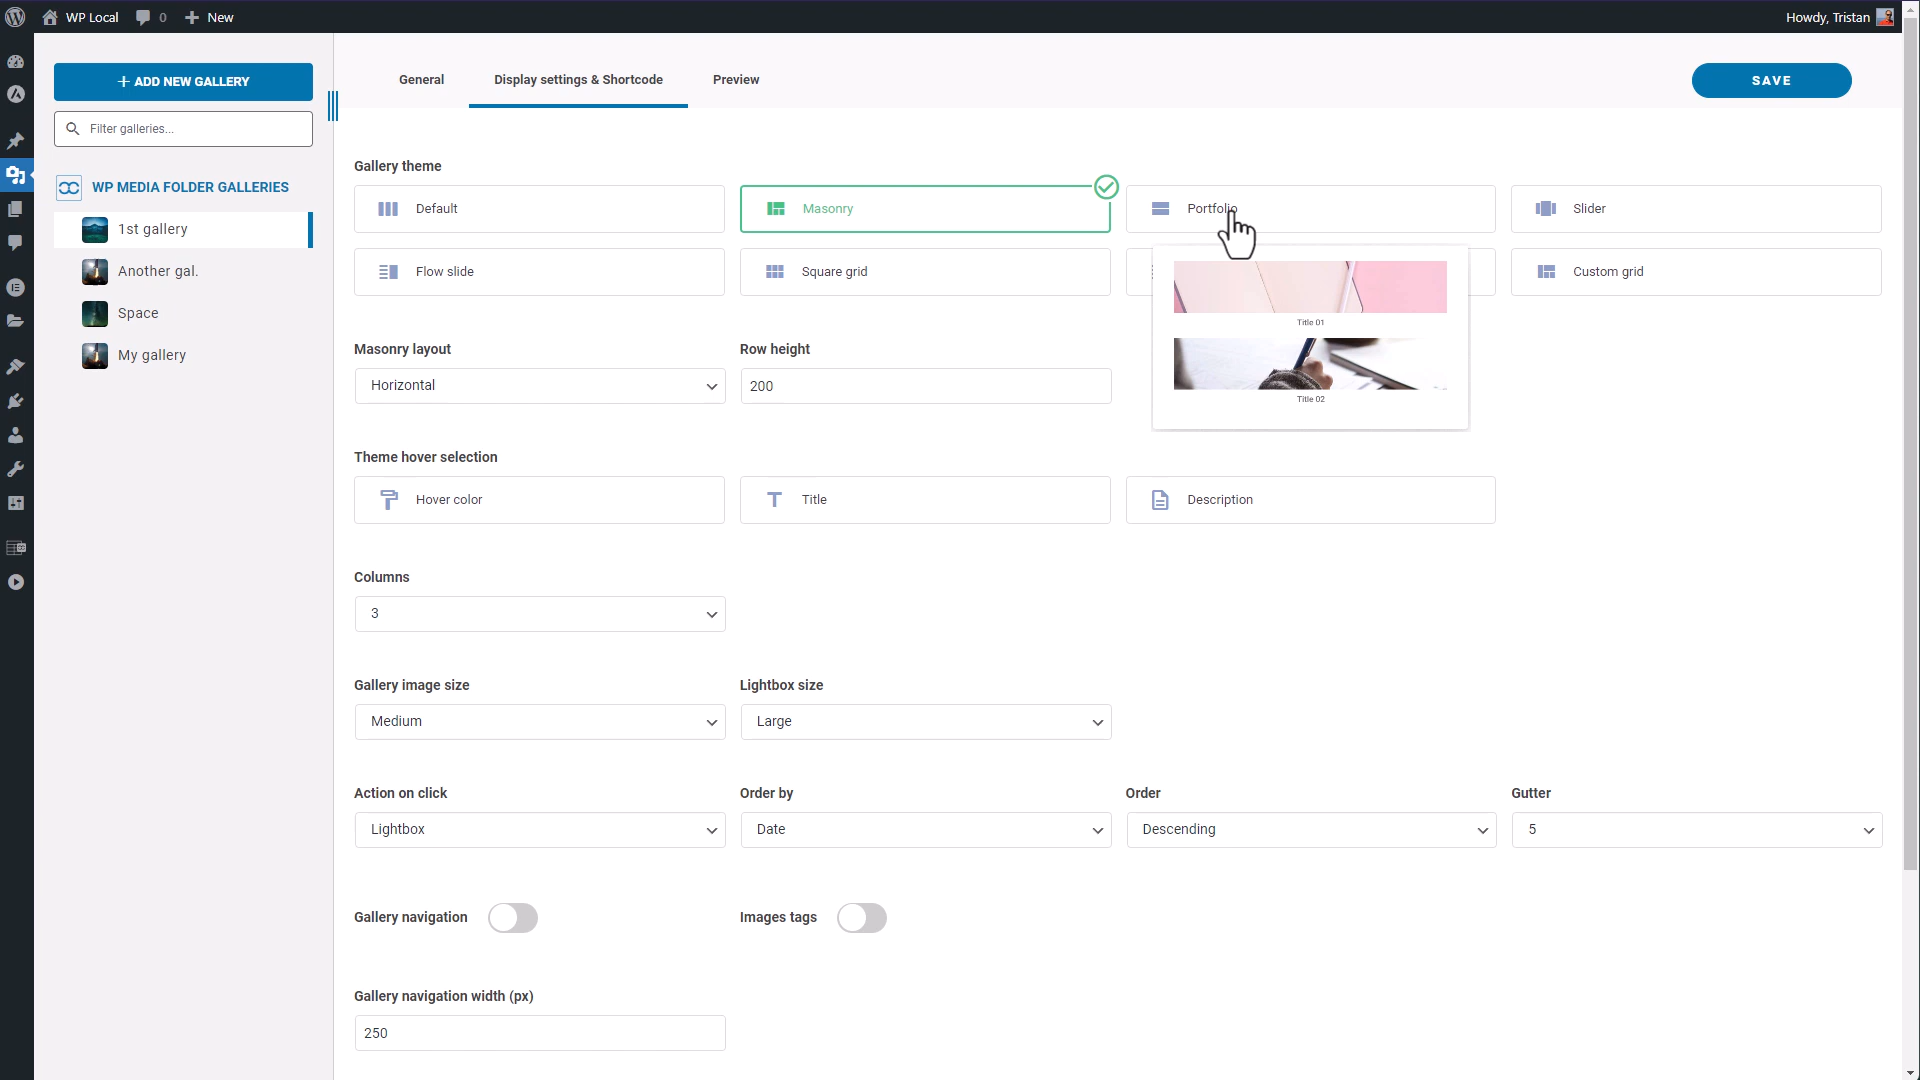 WP Local
0
New
Howdy, Tristan
ADD NEW GALLERY
Filter galleries...
WP MEDIA FOLDER GALLERIES
1st gallery
Another gal.
Space
My gallery
General
Display settings & Shortcode
Preview
SAVE
Gallery theme
Default
Masonry
Portfolio
Slider
Flow slide
Square grid
Custom grid
Title 01
Title 02
Masonry layout
Row height
Horizontal
200
Theme hover selection
Hover color
Title
Description
Columns
3
Gallery image size
Lightbox size
Medium
Large
Action on click
Order by
Order
Gutter
Lightbox
Date
Descending
5
Gallery navigation
Images tags
Gallery navigation width (px)
250